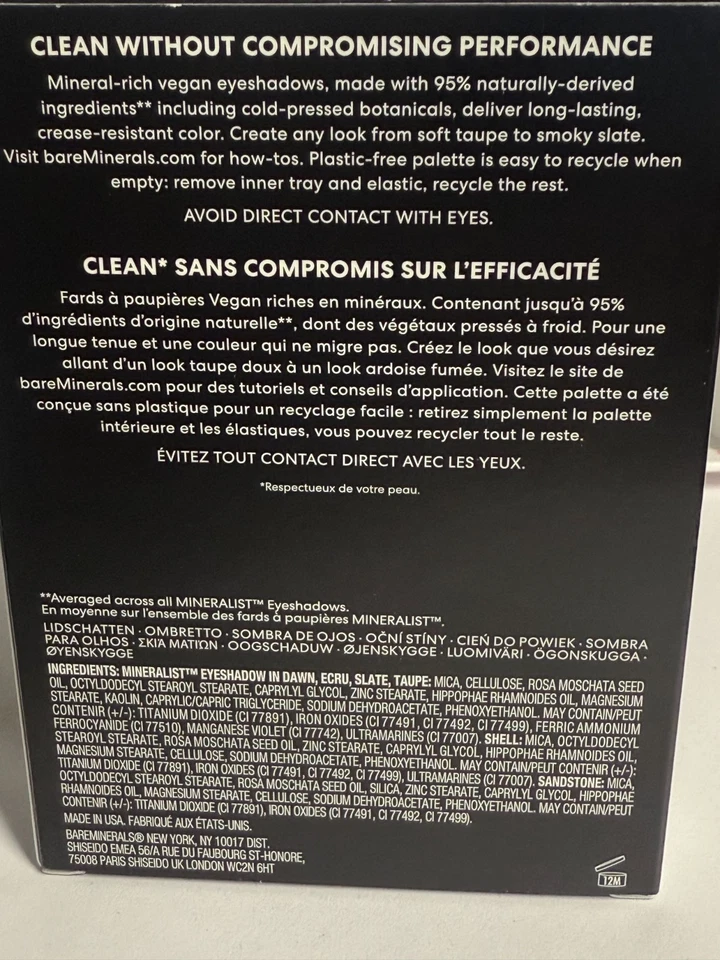 CLEAN WITHOUT COMPROMISING PERFORMANCE
Mineral-rich vegan eyeshadows, made with 95% naturally-derived
ingredients** including cold-pressed botanicals, deliver long-lasting,
crease-resistant color. Create any look from soft taupe to smoky slate.
Visit bareMinerals.com for how-tos. Plastic-free palette is easy to recycle when
empty: remove inner tray and elastic, recycle the rest.
AVOID DIRECT CONTACT WITH EYES.
CLEAN* SANS COMPROMIS SUR L'EFFICACITÉ
Fards à paupières Vegan riches en minéraux. Contenant jusqu'à 95%
d'ingrédients d'origine naturelle**, dont des végétaux pressés à froid. Pour une
longue tenue et une couleur qui ne migre pas. Créez le look que vous désirez
allant d'un look taupe doux à un look ardoise fumée. Visitez le site de
bareMinerals.com pour des tutoriels et conseils d'application. Cette palette a été
conçue sans plastique pour un recyclage facile : retirez simplement la palette
intérieure et les élastiques, vous pouvez recycler tout le reste.
ÉVITEZ TOUT CONTACT DIRECT AVEC LES YEUX.
*Respectueux de votre peau.
**Averaged across all MINERALIST™ Eyeshadows.
En moyenne sur l'ensemble des fards à paupières MINERALIST™.
LIDSCHATTEN · OMBRETTO · SOMBRA DE OJOS · OČNÍ STÍNY · CIEŃ DO POWIEK · SOMBRA
PARA OLHOS · ΣΚΙΑ ΜΑΤΙΩΝ · OOGSCHADUW · ØJENSKYGGE · LUOMIVÄRI · ÖGONSKUGGA ·
ØYENSKYGGE
INGREDIENTS: MINERALIST™ EYESHADOW IN DAWN, ECRU, SLATE, TAUPE: MICA, CELLULOSE, ROSA MOSCHATA SEED
OIL, OCTYLDODECYL STEAROYL STEARATE, CAPRYLYL GLYCOL, ZINC STEARATE, HIPPOPHAE RHAMNOIDES OIL, MAGNESIUM
STEARATE, KAOLIN, CAPRYLIC/CAPRIC TRIGLYCERIDE, SODIUM DEHYDROACETATE, PHENOXYETHANOL. MAY CONTAIN/PEUT
CONTENIR (+/-): TITANIUM DIOXIDE (CI 77891), IRON OXIDES (CI 77491, CI 77492, CI 77499), FERRIC AMMONIUM
FERROCYANIDE (CI 77510), MANGANESE VIOLET (CI 77742), ULTRAMARINES (CI 77007). SHELL: MICA, OCTYLDODECYL
STEAROYL STEARATE, ROSA MOSCHATA SEED OIL, ZINC STEARATE, CAPRYLYL GLYCOL, HIPPOPHAE RHAMNOIDES OIL,
MAGNESIUM STEARATE, CELLULOSE, SODIUM DEHYDROACETATE, PHENOXYETHANOL. MAY CONTAIN/PEUT CONTENIR (+/-):
TITANIUM DIOXIDE (CI 77891), IRON OXIDES (CI 77491, CI 77492, CI 77499), ULTRAMARINES (CI 77007). SANDSTONE: MICA,
OCTYLDODECYL STEAROYL STEARATE, ROSA MOSCHATA SEED OIL, SILICA, ZINC STEARATE, CAPRYLYL GLYCOL, HIPPOPHAE
RHAMNOIDES OIL, MAGNESIUM STEARATE, CELLULOSE, SODIUM DEHYDROACETATE, PHENOXYETHANOL. MAY CONTAIN/PEUT
CONTENIR (+/-): TITANIUM DIOXIDE (CI 77891), IRON OXIDES (CI 77491, CI 77492, CI 77499).
MADE IN USA. FABRIQUÉ AUX ÉTATS-UNIS.
BAREMINERALS® NEW YORK, NY 10017 DIST.
SHISEIDO EMEA 56/A RUE DU FAUBOURG ST-HONORE,
75008 PARIS SHISEIDO UK LONDON WC2N 6HT
12M